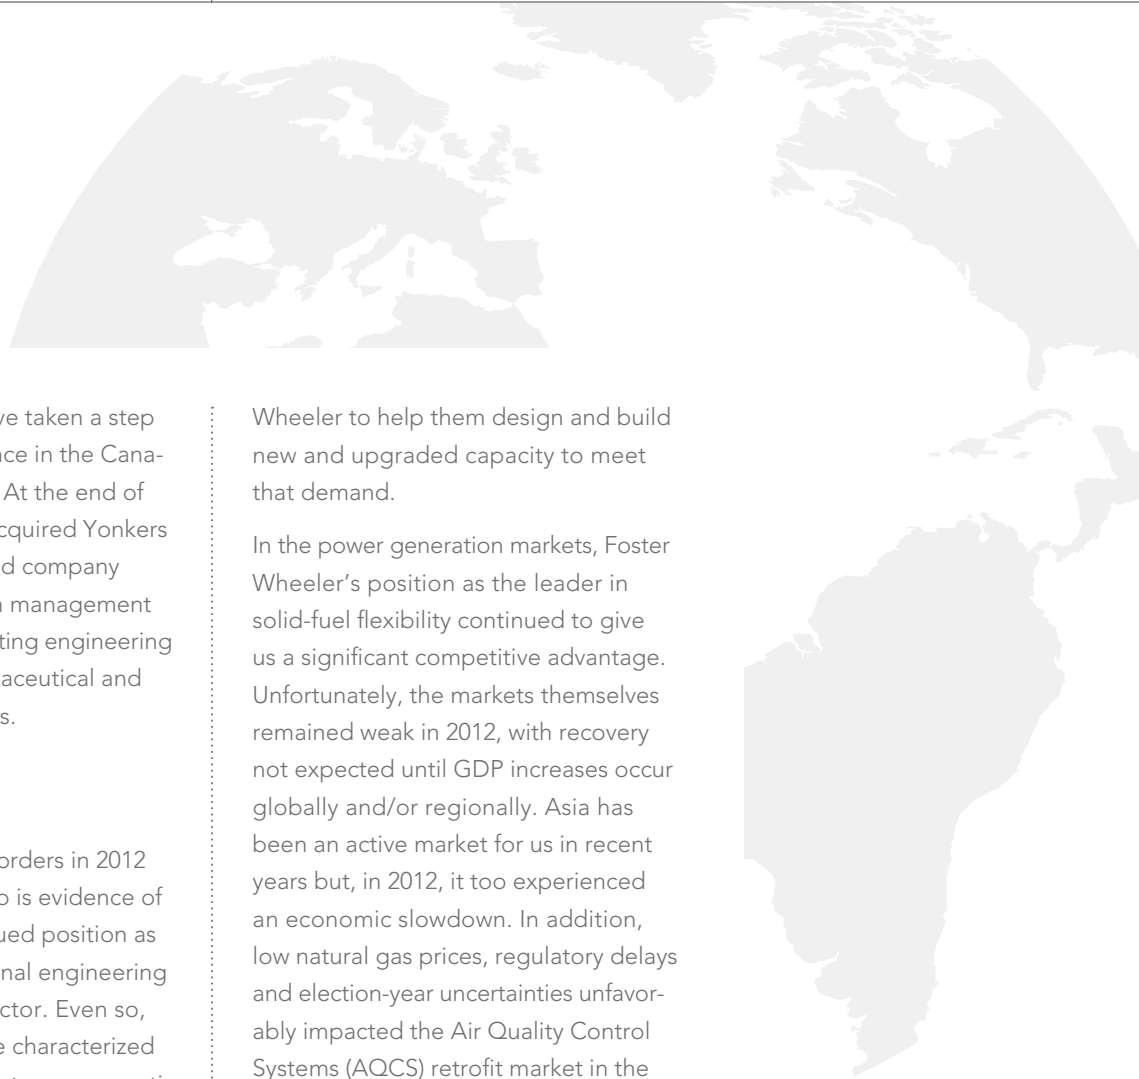 ve taken a step
nce in the Cana-
At the end of
cquired Yonkers
d company
management
ting engineering
aceutical and
s.
orders in 2012
o is evidence of
ued position as
nal engineering
ctor. Even so,
e characterized
Wheeler to help them design and build
new and upgraded capacity to meet
that demand.
In the power generation markets, Foster
Wheeler’s position as the leader in
solid-fuel flexibility continued to give
us a significant competitive advantage.
Unfortunately, the markets themselves
remained weak in 2012, with recovery
not expected until GDP increases occur
globally and/or regionally. Asia has
been an active market for us in recent
years but, in 2012, it too experienced
an economic slowdown. In addition,
low natural gas prices, regulatory delays
and election-year uncertainties unfavor-
ably impacted the Air Quality Control
Systems (AQCS) retrofit market in the